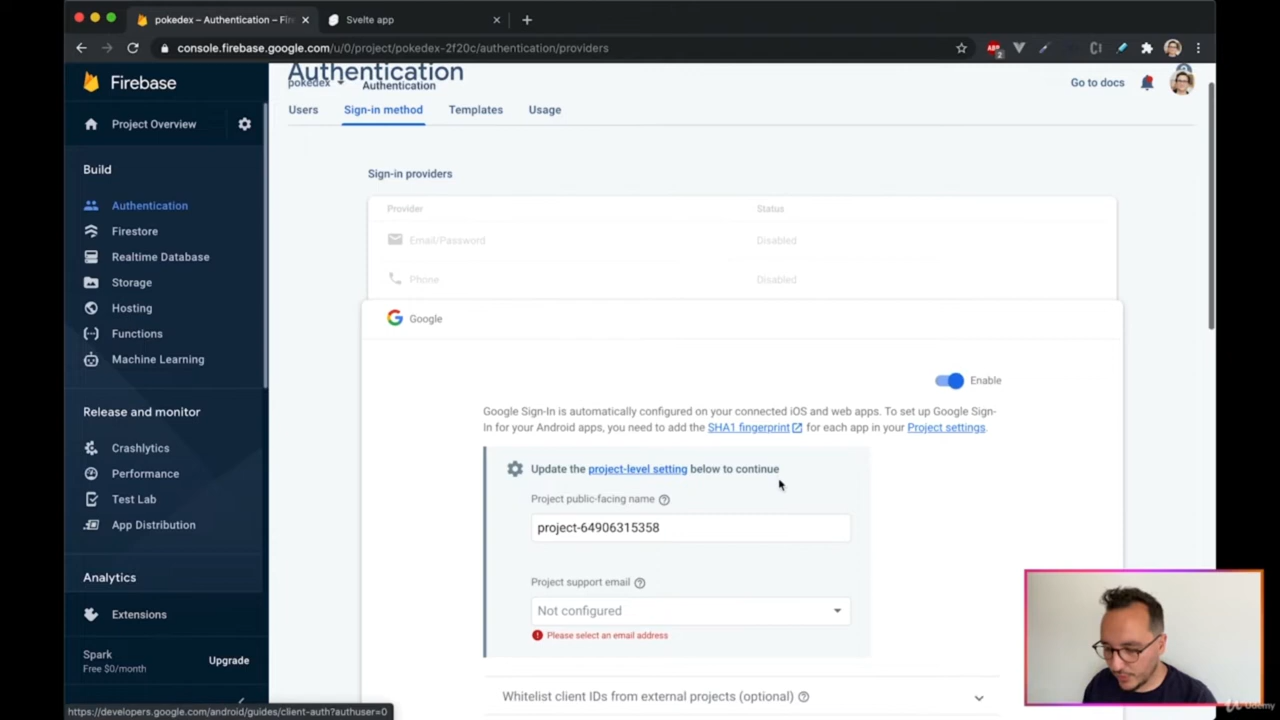 pokedex – Authentication – Fir
Svelte app
console.firebase.google.com/u/0/project/pokedex-2f20c/authentication/providers
ABP
2
Firebase
Authentication
pokedex
Authentication
Go to docs
Users
Sign-in method
Templates
Usage
Project Overview
Build
Authentication
Firestore
Realtime Database
Storage
Hosting
Functions
Machine Learning
Release and monitor
Crashlytics
Performance
Test Lab
App Distribution
Analytics
Extensions
Spark
Free $0/month
Upgrade
Sign-in providers
Provider
Status
Email/Password
Disabled
Phone
Disabled
Google
Enable
Google Sign-In is automatically configured on your connected iOS and web apps. To set up Google Sign-
In for your Android apps, you need to add the SHA1 fingerprint for each app in your Project settings.
Update the project-level setting below to continue
Project public-facing name
project-64906315358
Project support email
Not configured
Please select an email address
Whitelist client IDs from external projects (optional)
https://developers.google.com/android/guides/client-auth?authuser=0
Udemy